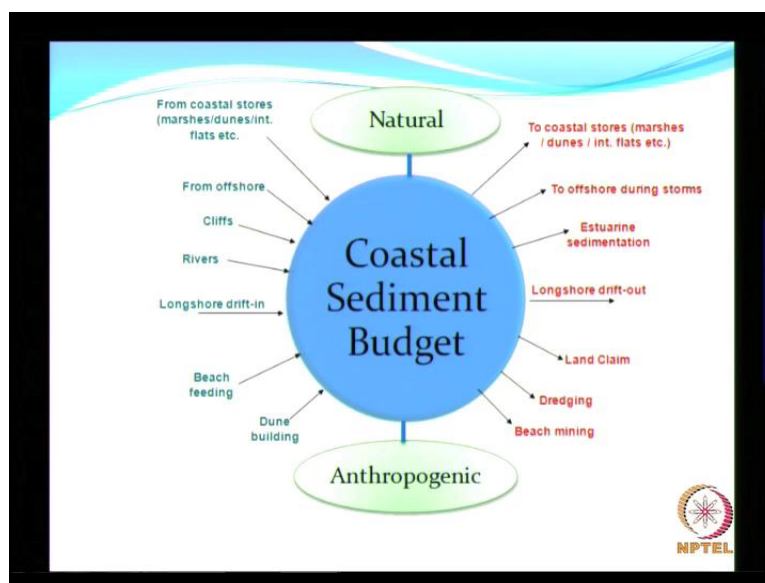 From coastal stores
(marshes/dunes/int.
flats etc.
From offshore
Cliffs
Rivers
Longshore drift-in
Beach
feeding
Dune
building
Natural
Coastal
Sediment
Budget
Anthropogenic
To coastal stores (marshes
/ dunes / int. flats etc.)
To offshore during storms
Estuarine
sedimentation
Longshore drift-out
Land Claim
Dredging
Beach mining
NPTEL